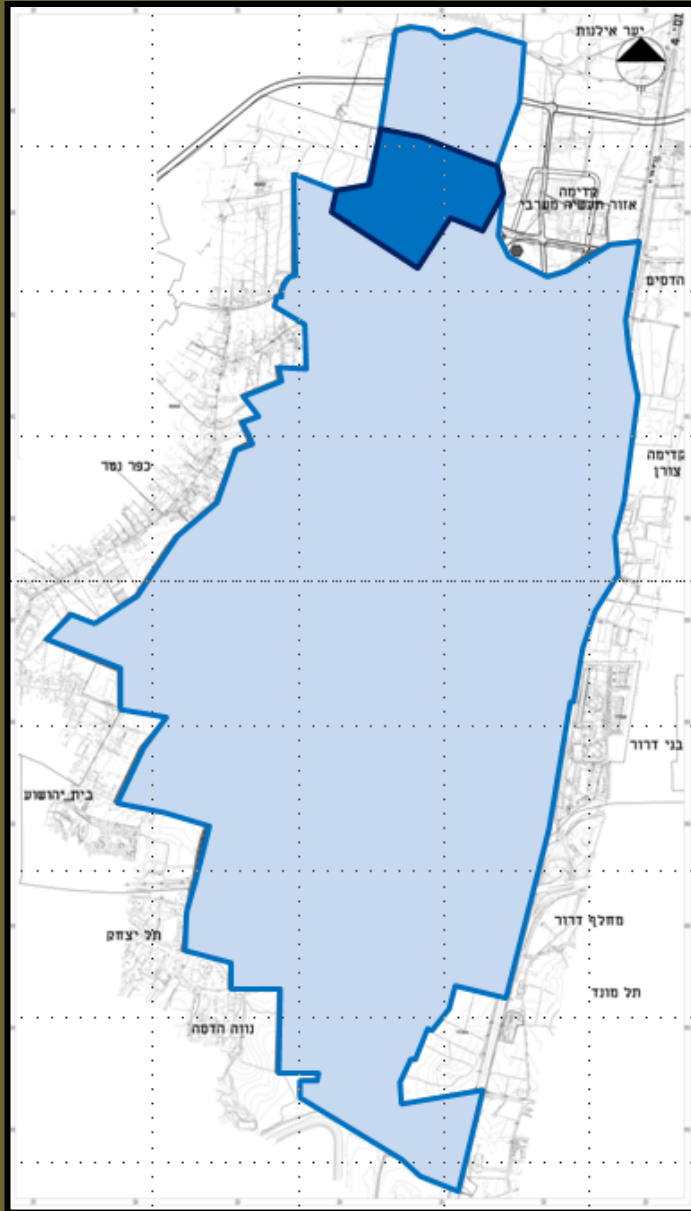 יער אילנות
קדימה
אזור תעשיה מערבי
הדסים
קדימה
צורן
כפר נטר
בני דרור
בית יהושוע
מחלף דרור
תל יצחק
תל מונד
נווה הדסה